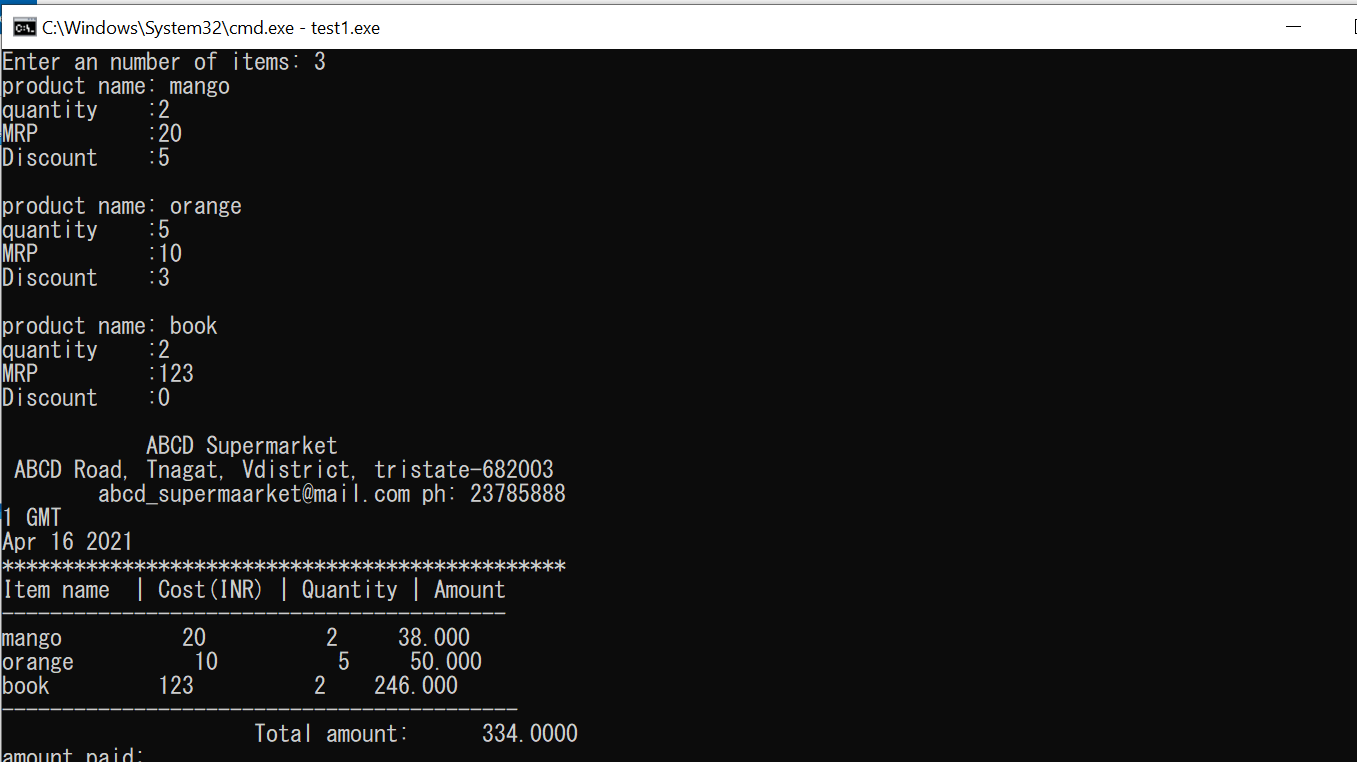 C:\Windows\System32\cmd.exe - test1.exe
Enter an number of items: 3
product name: mango
quantity    :2
MRP         :20
Discount    :5
product name: orange
quantity    :5
MRP         :10
Discount    :3
product name: book
quantity    :2
MRP         :123
Discount    :0
            ABCD Supermarket
 ABCD Road, Tnagat, Vdistrict, tristate-682003
        abcd_supermaarket@mail.com ph: 23785888
1 GMT
Apr 16 2021
***********************************************
Item name  | Cost(INR) | Quantity | Amount
------------------------------------------
mango          20          2     38.000
orange          10          5     50.000
book         123          2    246.000
-------------------------------------------
                     Total amount:      334.0000
amount paid: